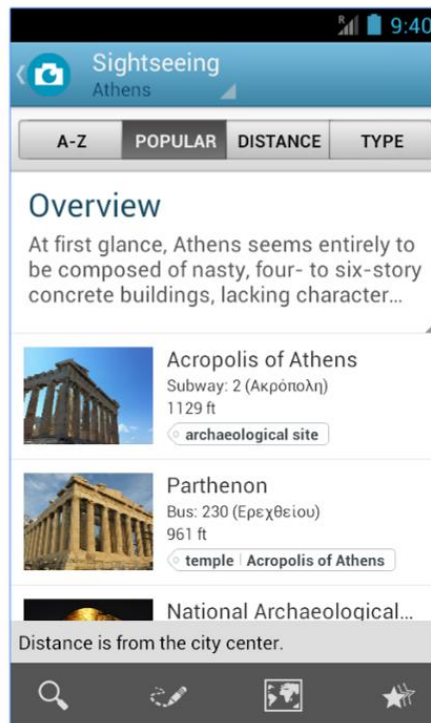 R
9:40
Sightseeing
Athens
A-Z
POPULAR
DISTANCE
TYPE
Overview
At first glance, Athens seems entirely to
be composed of nasty, four- to six-story
concrete buildings, lacking character…
Acropolis of Athens
Subway: 2 (Ακρόπολη)
1129 ft
archaeological site
Parthenon
Bus: 230 (Ερεχθείου)
961 ft
temple | Acropolis of Athens
National Archaeological…
Distance is from the city center.